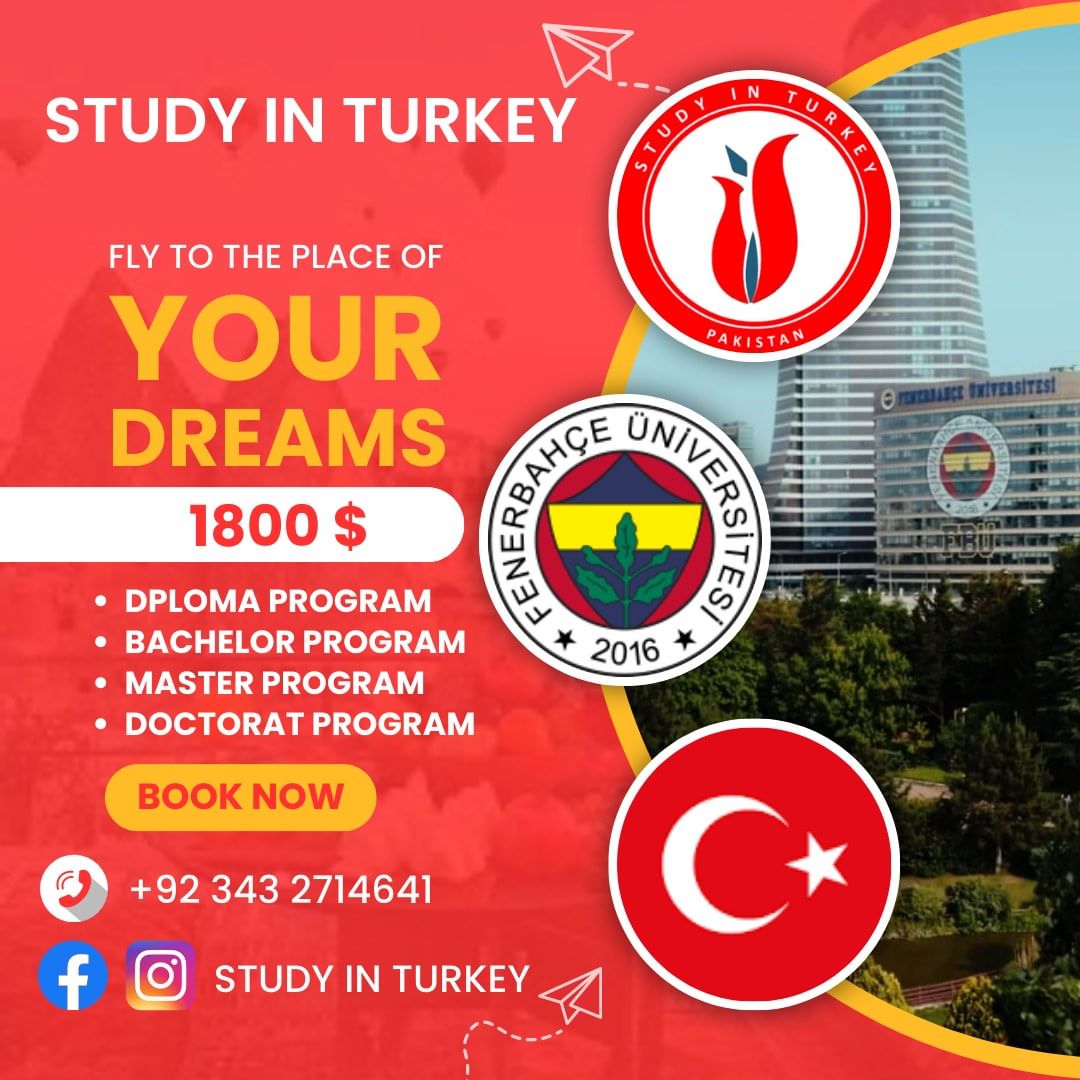 STUDY IN TURKEY
STUDY IN TURKEY
PAKISTAN
FLY TO THE PLACE OF
YOUR
DREAMS
1800 $
DPLOMA PROGRAM
BACHELOR PROGRAM
MASTER PROGRAM
DOCTORAT PROGRAM
BOOK NOW
+92 343 2714641
STUDY IN TURKEY
FENERBAHÇE ÜNİVERSİTESİ
2016
FENERBAHÇE ÜNİVERSİTESİ
2016
FBU